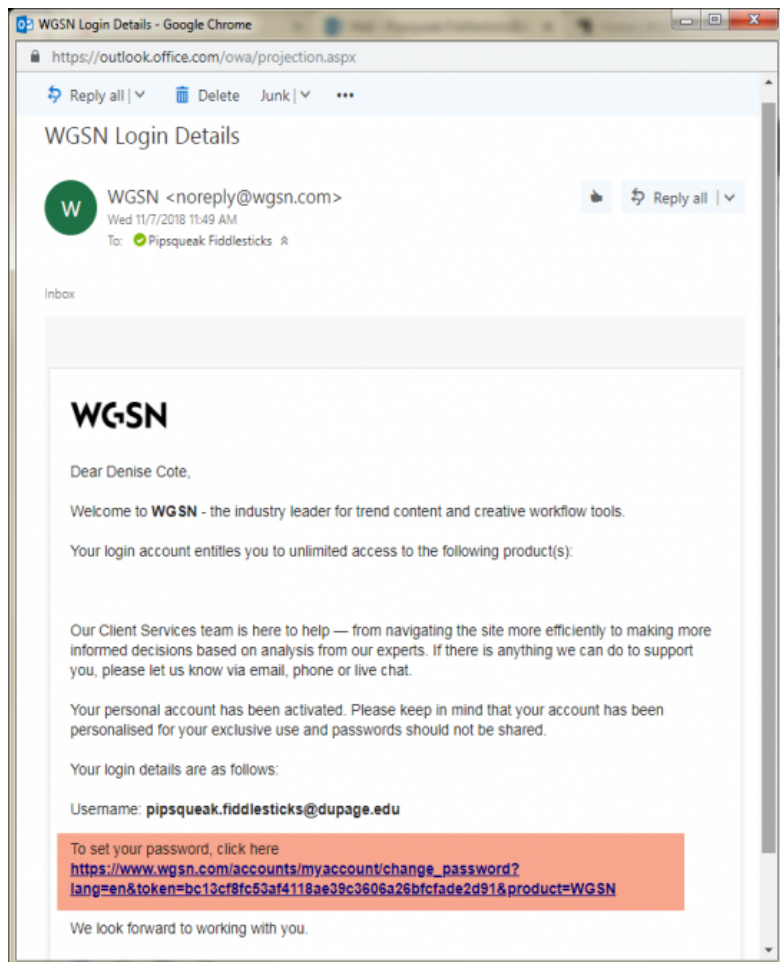 WGSN Login Details - Google Chrome
https://outlook.office.com/owa/projection.aspx
Reply all | Delete Junk | •••
WGSN Login Details
W
WGSN <noreply@wgsn.com>
Reply all |
Wed 11/7/2018 11:49 AM
To: Pipsqueak Fiddlesticks
Inbox
WGSN
Dear Denise Cote,
Welcome to WGSN - the industry leader for trend content and creative workflow tools.
Your login account entitles you to unlimited access to the following product(s):
Our Client Services team is here to help — from navigating the site more efficiently to making more
informed decisions based on analysis from our experts. If there is anything we can do to support
you, please let us know via email, phone or live chat.
Your personal account has been activated. Please keep in mind that your account has been
personalised for your exclusive use and passwords should not be shared.
Your login details are as follows:
Username: pipsqueak.fiddlesticks@dupage.edu
To set your password, click here
https://www.wgsn.com/accounts/myaccount/change_password?
lang=en&token=bc13cf8fc53af4118ae39c3606a26bfcfade2d91&product=WGSN
We look forward to working with you.